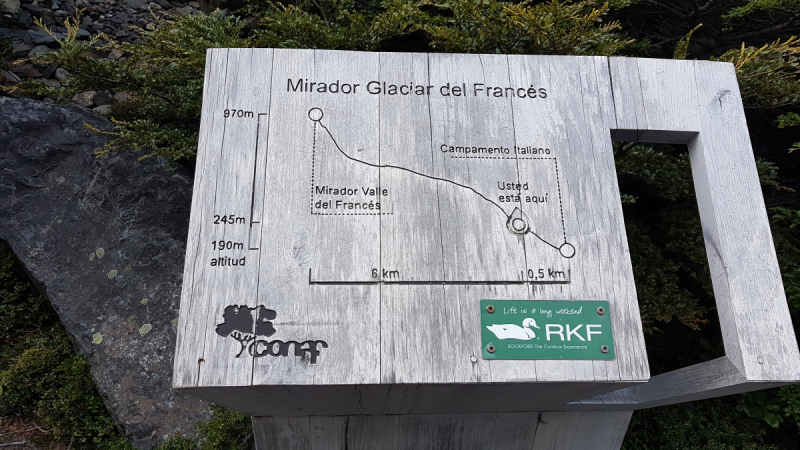 Mirador Glaciar del Francés
970m
Campamento Italiano
Mirador Valle
del Francés
Usted
está aquí
245m
190m
altitud
6 km
0,5 km
conaf
Life is a long weekend
RKF
ROCKFORD The Outdoor Experience